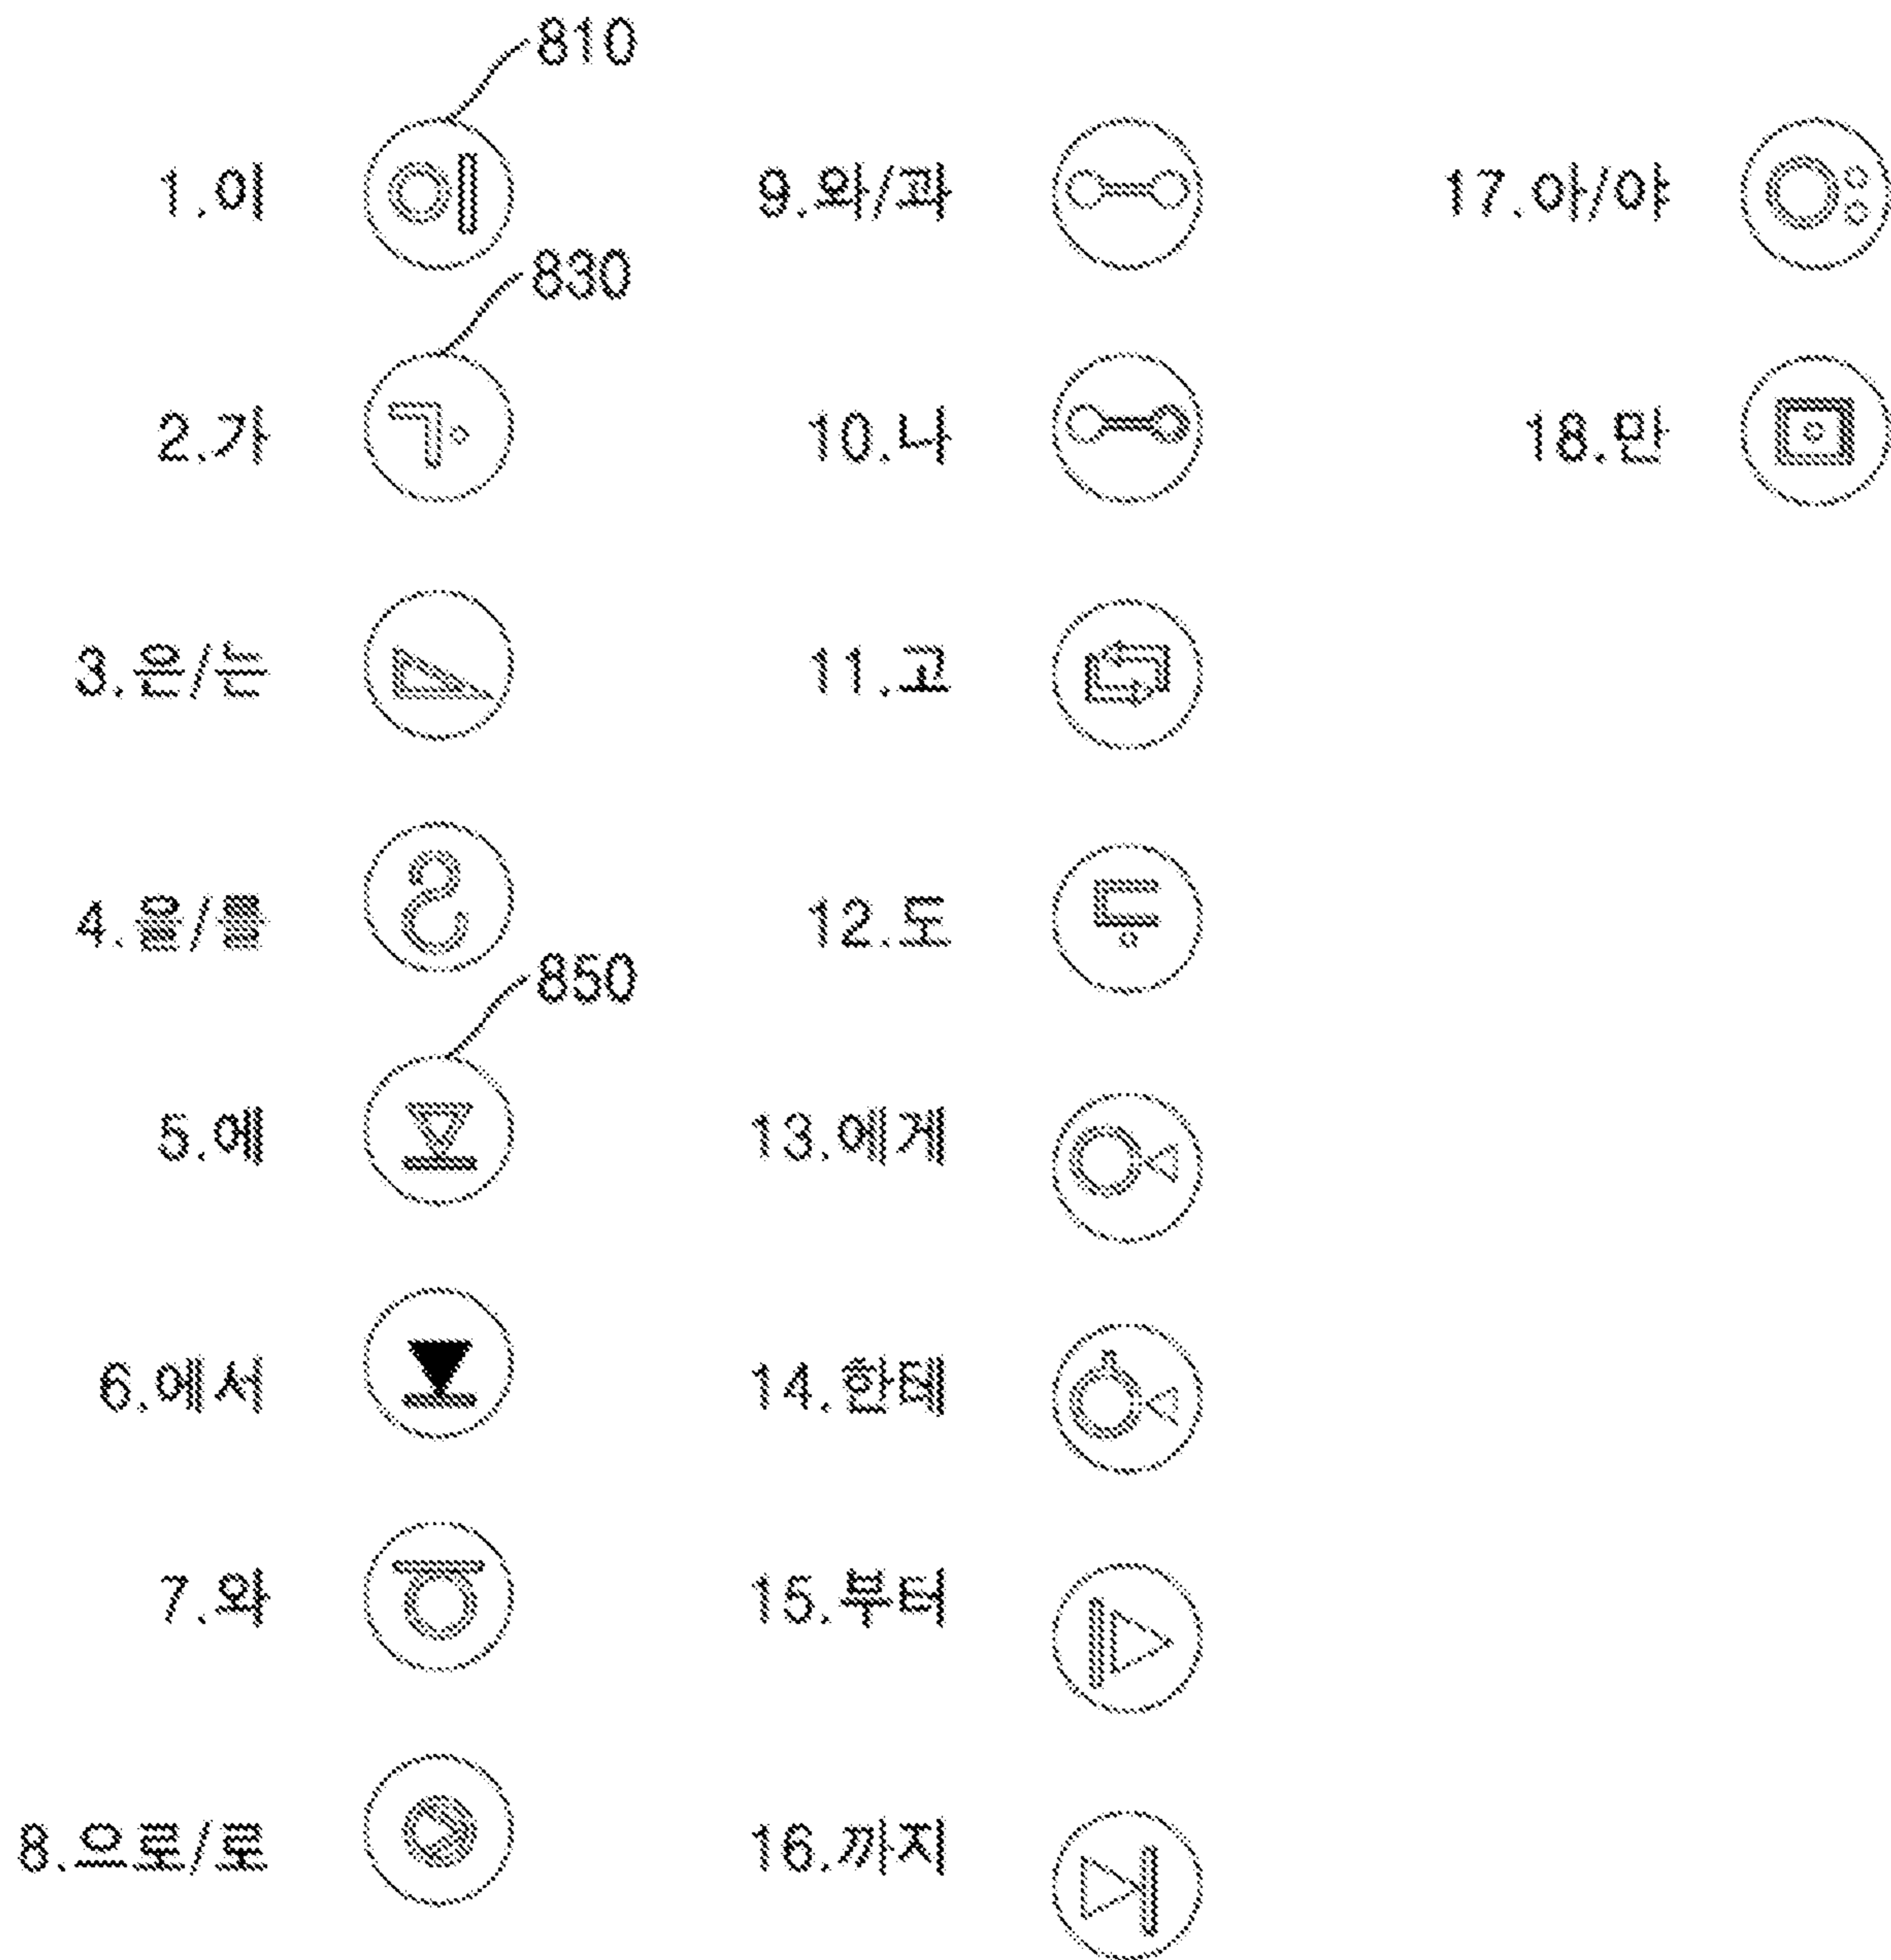 810
1.이
830
2.가
3.은/는
4.을/를
850
5.에
6.에서
7.와
8.으로/로
9.와/과
10.나
11.고
12.도
13.에게
14.한테
15.부터
16.까지
17.아/야
18.만